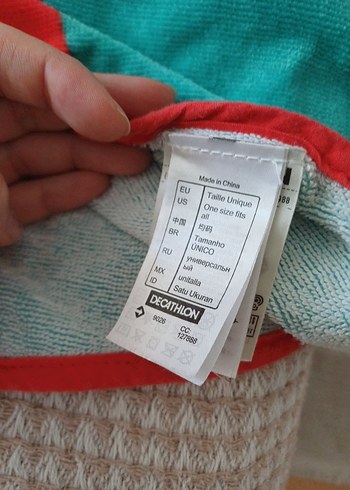 Made in China
EU Taille Unique
US One size fits
all
中国 均码
BR Tamanho
ÚNICO
RU универсальн
ый
MX unitalla
ID Satu Ukuran
DECATHLON
9026 CC
127888
88